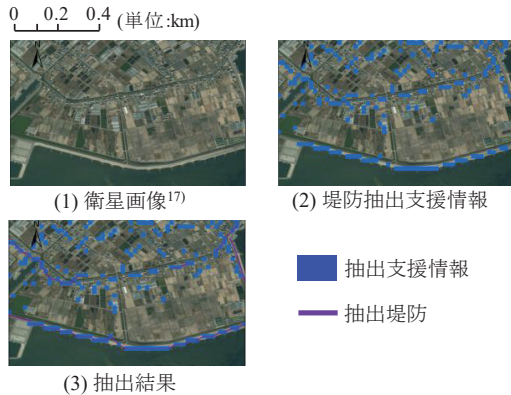 0 0.2 0.4 (単位:km)
(1) 衛星画像17)
(2) 堤防抽出支援情報
抽出支援情報
抽出堤防
(3) 抽出結果